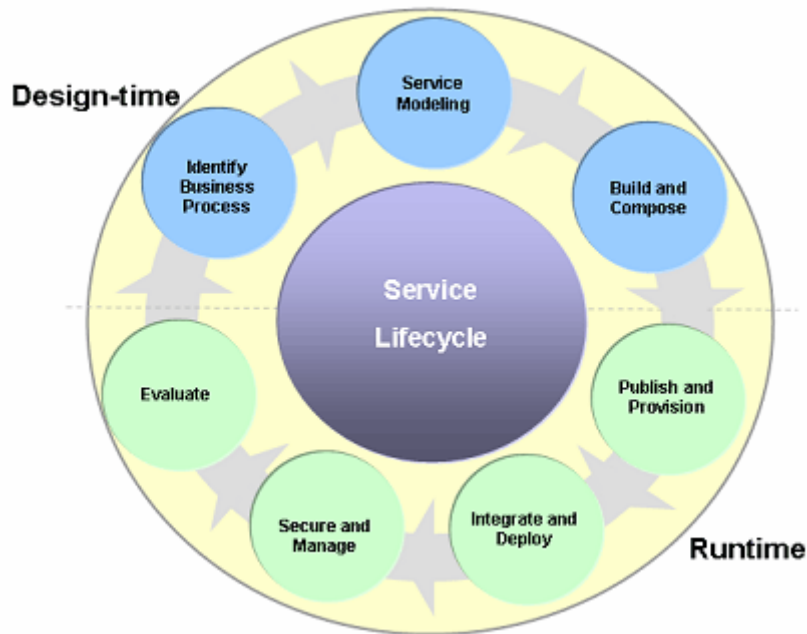 Design-time
Service
Modeling
Identify
Business
Process
Build and
Compose
Service
Lifecycle
Evaluate
Publish and
Provision
Secure and
Manage
Integrate and
Deploy
Runtime